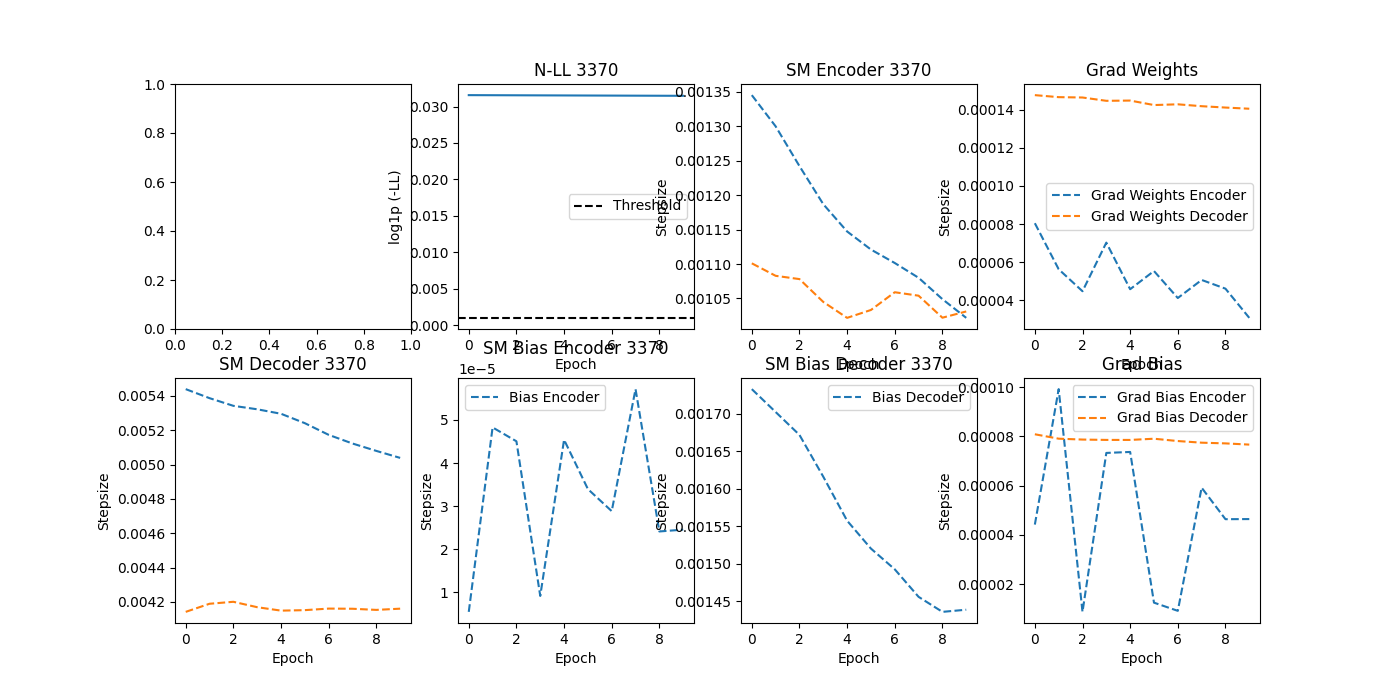 N-LL 3370
SM Encoder 3370
Grad Weights
1.0
0.8
0.6
0.4
0.2
0.0
0.0 0.2 0.4 0.6 0.8 1.0
log1p (-LL)
0.030
0.025
0.020
0.015
0.010
0.005
0.000
Threshold
0 2 4 6 8
Epoch
Stepsize
0.00135
0.00130
0.00125
0.00120
0.00115
0.00110
0.00105
0 2 4 6 8
Epoch
Stepsize
0.00014
0.00012
0.00010
0.00008
0.00006
0.00004
Grad Weights Encoder
Grad Weights Decoder
0 2 4 6 8
Epoch
SM Decoder 3370
Stepsize
0.0054
0.0052
0.0050
0.0048
0.0046
0.0044
0.0042
0 2 4 6 8
Epoch
SM Bias Encoder 3370
1e−5
Stepsize
5
4
3
2
1
Bias Encoder
0 2 4 6 8
Epoch
SM Bias Decoder 3370
Stepsize
0.00170
0.00165
0.00160
0.00155
0.00150
0.00145
Bias Decoder
0 2 4 6 8
Epoch
Grad Bias
Stepsize
0.00010
0.00008
0.00006
0.00004
0.00002
Grad Bias Encoder
Grad Bias Decoder
0 2 4 6 8
Epoch